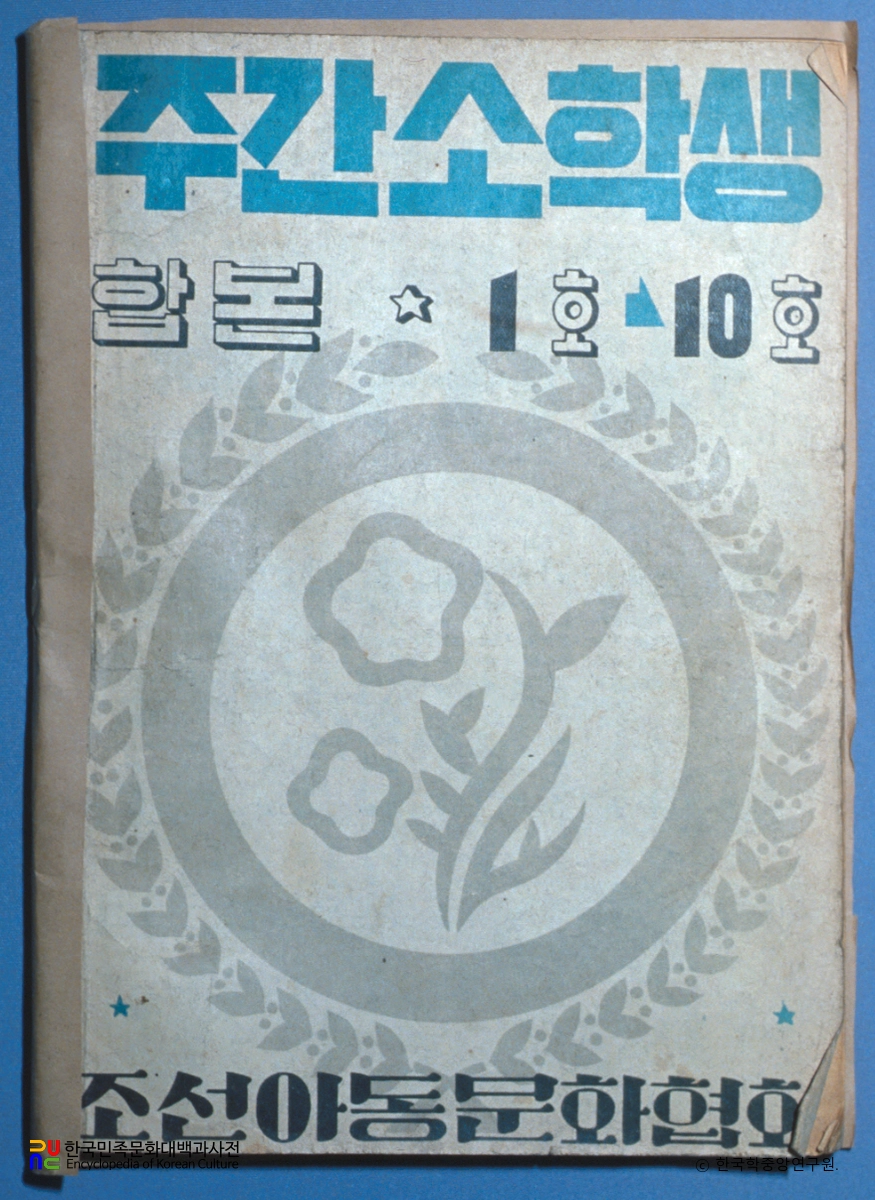 주간소학생
합본 ★ 1호 10호
조선아동문화협회
한국민족문화대백과사전
Encyclopedia of Korean Culture
© 한국학중앙연구원.